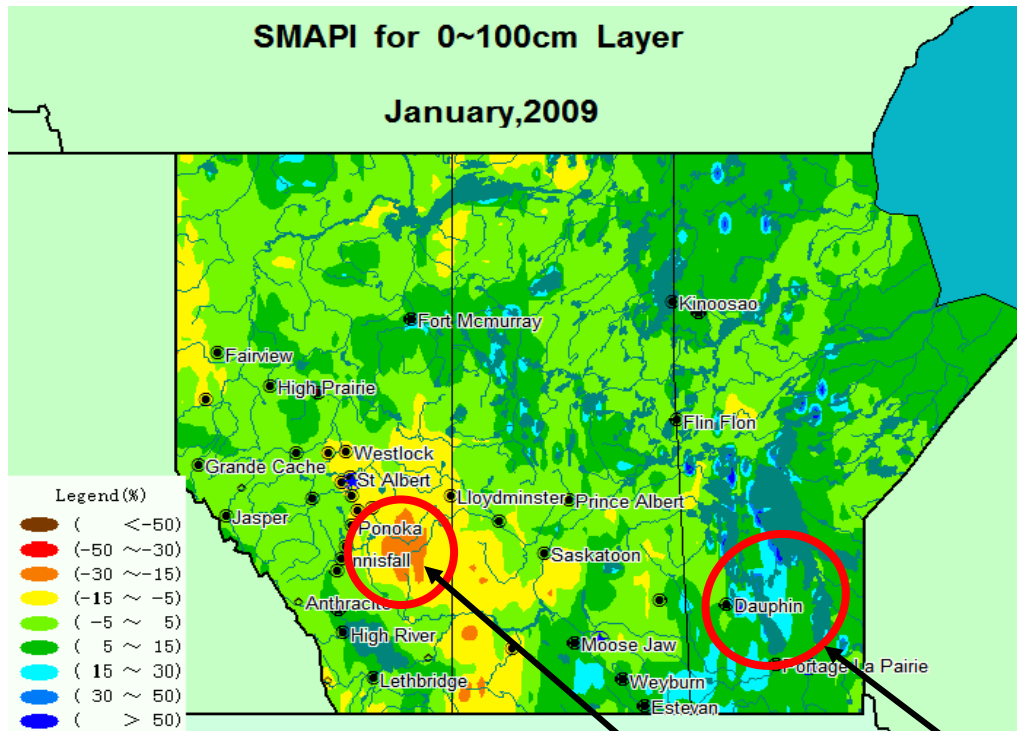 SMAPI for 0~100cm Layer
January,2009
Kinoosao
Fort Mcmurray
Fairview
High Prairie
Flin Flon
Westlock
Grande Cache
St Albert
Lloydminster
Prince Albert
Jasper
Ponoka
Saskatoon
nnisfall
Anthracite
Dauphin
High River
Moose Jaw
Portage La Pairie
Lethbridge
Weyburn
Estevan
Legend(%)
( <-50)
(-50 ~-30)
(-30 ~-15)
(-15 ~ -5)
( -5 ~ 5)
( 5 ~ 15)
( 15 ~ 30)
( 30 ~ 50)
( > 50)